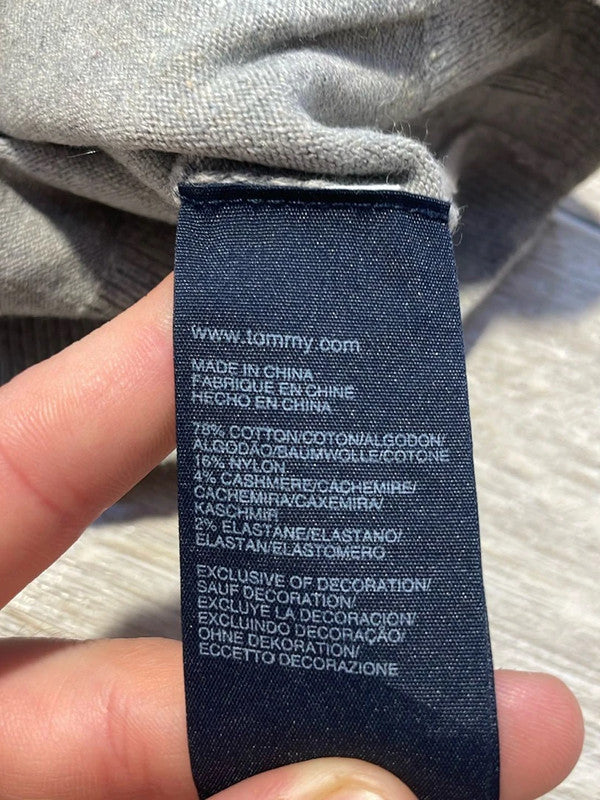 www.tommy.com
MADE IN CHINA
FABRIQUE EN CHINE
HECHO EN CHINA
78% COTTON/COTON/ALGODON/
ALGODÃO/BAUMWOLLE/COTONE
16% NYLON
4% CASHMERE/CACHEMIRE/
CACHEMIRA/CAXEMIRA/
KASCHMIR
2% ELASTANE/ELASTANO/
ELASTAN/ELASTOMERO
EXCLUSIVE OF DECORATION/
SAUF DECORATION/
EXCLUYE LA DECORACION/
EXCLUINDO DECORAÇÃO/
OHNE DEKORATION/
ECCETTO DECORAZIONE